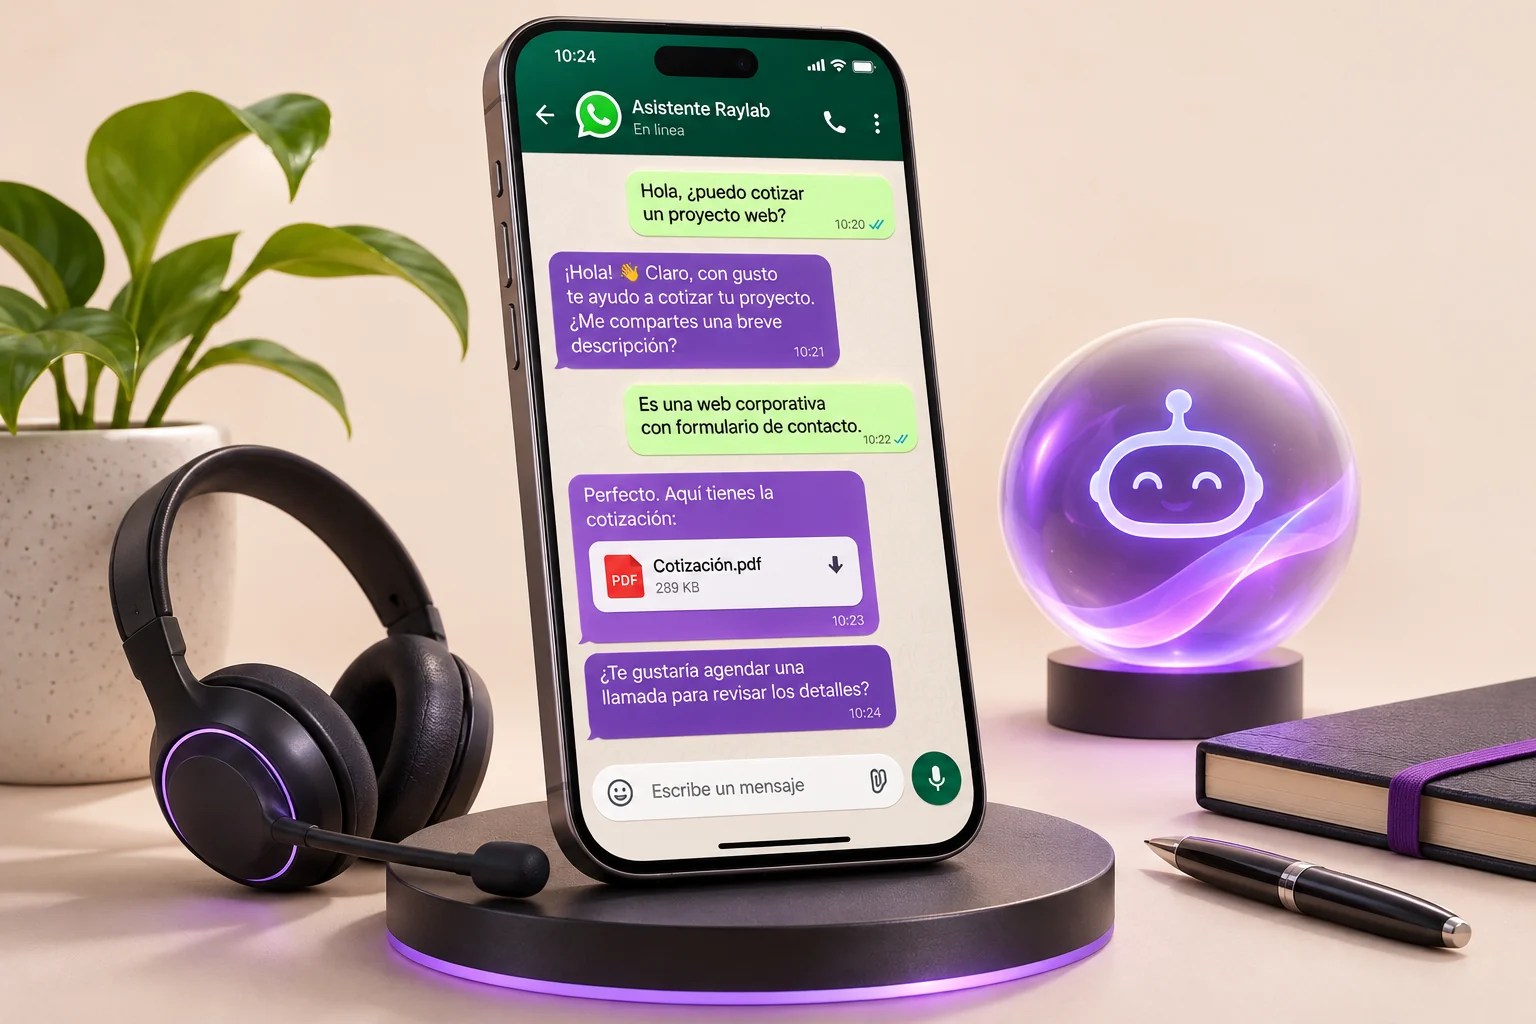 10:24
Asistente Raylab
En linea
Hola, ¿puedo cotizar
un proyecto web?
10:20
¡Hola! 👋 Claro, con gusto
te ayudo a cotizar tu proyecto.
¿Me compartes una breve
descripción?
10:21
Es una web corporativa
con formulario de contacto.
10:22
Perfecto. Aquí tienes la
cotización:
PDF
Cotización.pdf
289 KB
10:23
¿Te gustaría agendar una
llamada para revisar los detalles?
10:24
Escribe un mensaje